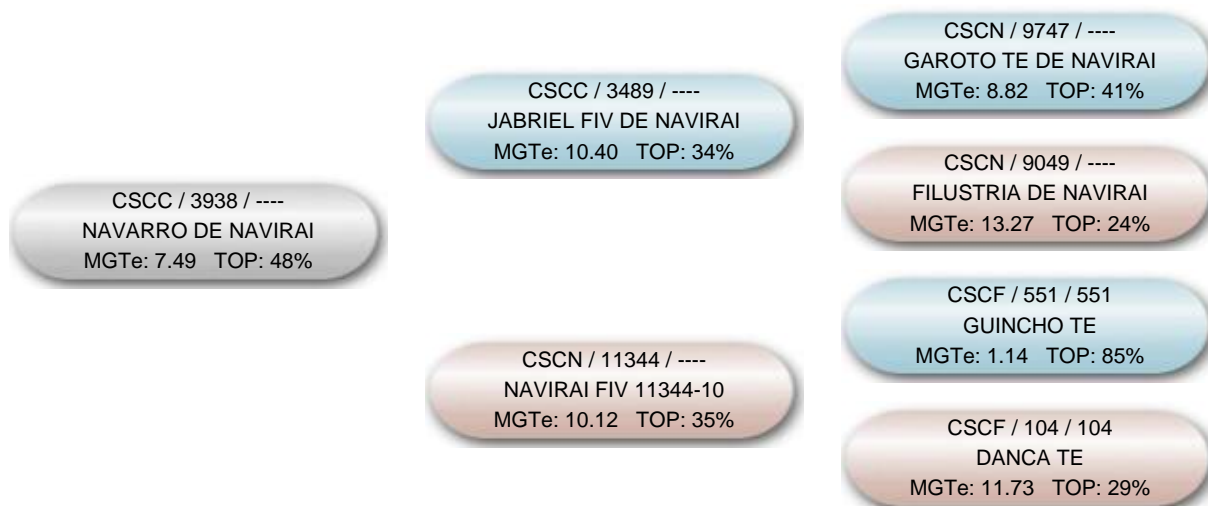 CSCC / 3938 / ----
NAVARRO DE NAVIRAI
MGTe: 7.49 TOP: 48%
CSCC / 3489 / ----
JABRIEL FIV DE NAVIRAI
MGTe: 10.40 TOP: 34%
CSCN / 11344 / ----
NAVIRAI FIV 11344-10
MGTe: 10.12 TOP: 35%
CSCN / 9747 / ----
GAROTO TE DE NAVIRAI
MGTe: 8.82 TOP: 41%
CSCN / 9049 / ----
FILUSTRIA DE NAVIRAI
MGTe: 13.27 TOP: 24%
CSCF / 551 / 551
GUINCHO TE
MGTe: 1.14 TOP: 85%
CSCF / 104 / 104
DANCA TE
MGTe: 11.73 TOP: 29%